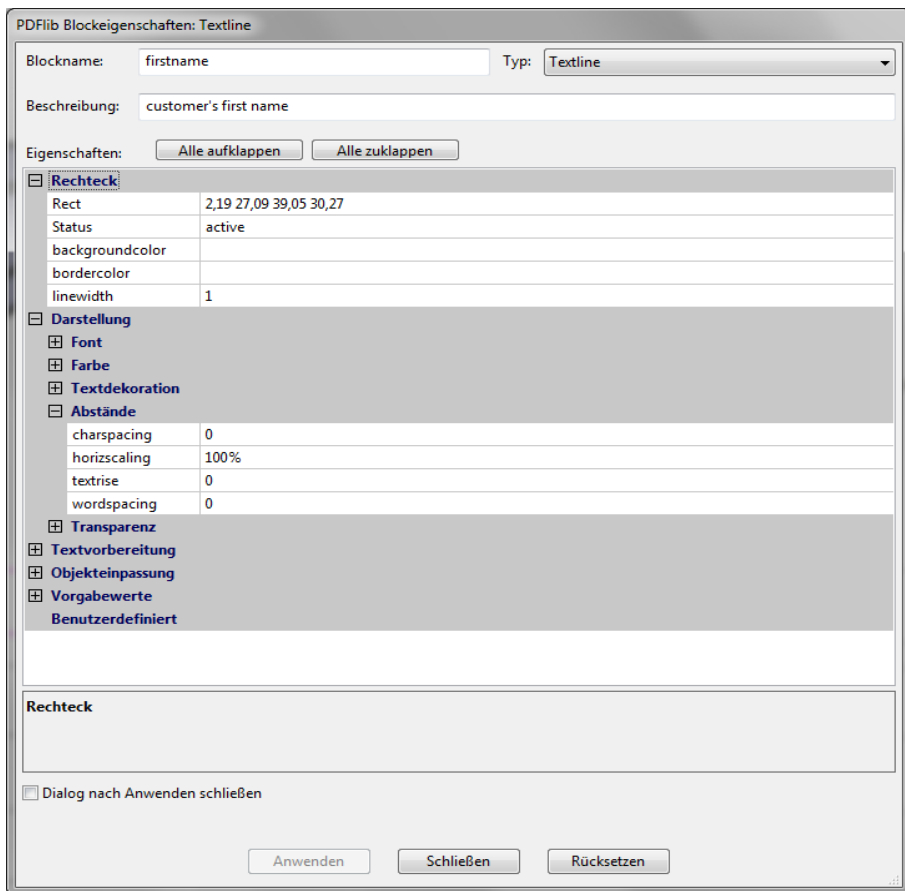 PDFlib Blockeigenschaften: Textline
Blockname: firstname Typ: Textline
Beschreibung: customer's first name
Eigenschaften: Alle aufklappen Alle zuklappen
Rechteck
Rect 2,19 27,09 39,05 30,27
Status active
backgroundcolor
bordercolor
linewidth 1
Darstellung
Font
Farbe
Textdekoration
Abstände
charspacing 0
horizscaling 100%
textrise 0
wordspacing 0
Transparenz
Textvorbereitung
Objekteinpassung
Vorgabewerte
Benutzerdefiniert
Rechteck
Dialog nach Anwenden schließen
Anwenden Schließen Rücksetzen